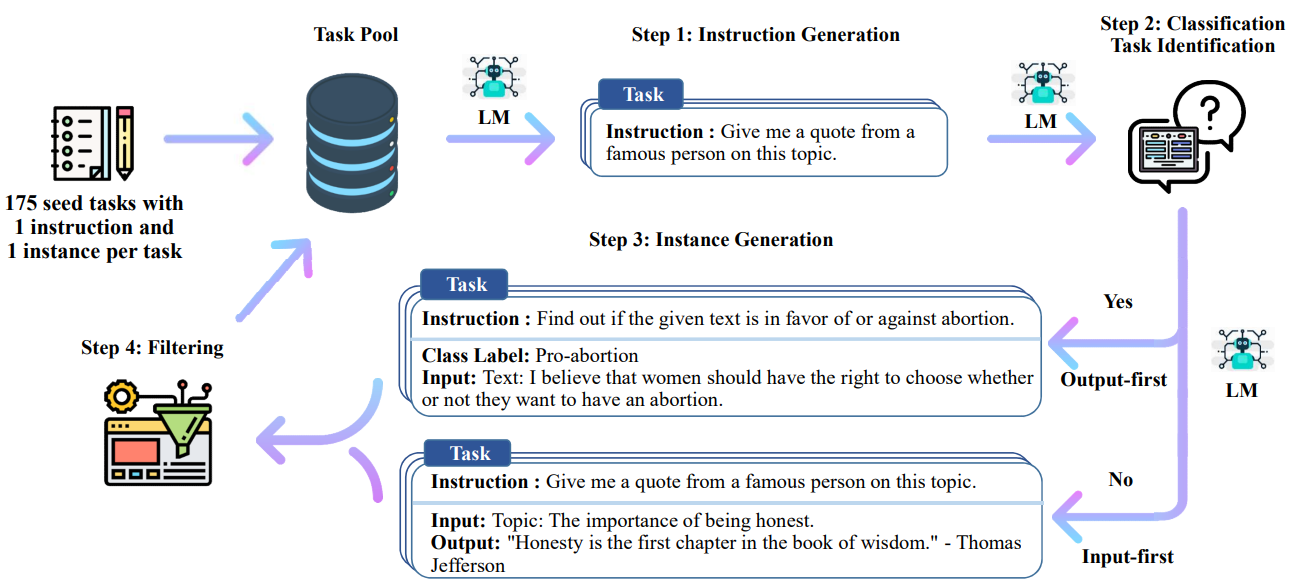 Task Pool
Step 1: Instruction Generation
Step 2: Classification
Task Identification
LM
Task
Instruction : Give me a quote from a
famous person on this topic.
LM
175 seed tasks with
1 instruction and
1 instance per task
Step 3: Instance Generation
Task
Instruction : Find out if the given text is in favor of or against abortion.
Class Label: Pro-abortion
Input: Text: I believe that women should have the right to choose whether
or not they want to have an abortion.
Yes
Output-first
LM
Step 4: Filtering
Task
Instruction : Give me a quote from a famous person on this topic.
Input: Topic: The importance of being honest.
Output: "Honesty is the first chapter in the book of wisdom." - Thomas
Jefferson
No
Input-first